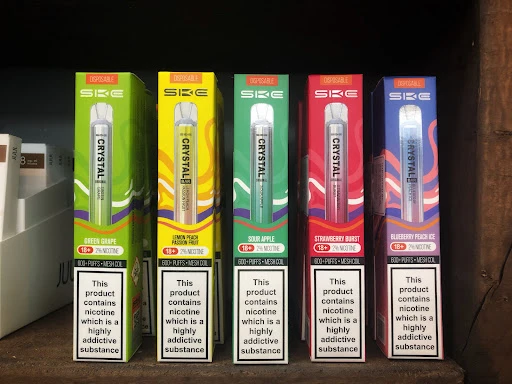 DISPOSABLE
SKE
CRYSTAL
GREEN GRAPE
18+ 2% NICOTINE
600+ PUFFS • MESH COIL
This
product
contains
nicotine
which is a
highly
addictive
substance
DISPOSABLE
SKE
CRYSTAL
LEMON PEACH
PASSION FRUIT
18+ 2% NICOTINE
600+ PUFFS • MESH COIL
This
product
contains
nicotine
which is a
highly
addictive
substance
DISPOSABLE
SKE
CRYSTAL
SOUR APPLE
18+ 2% NICOTINE
600+ PUFFS • MESH COIL
This
product
contains
nicotine
which is a
highly
addictive
substance
DISPOSABLE
SKE
CRYSTAL
STRAWBERRY BURST
18+ 2% NICOTINE
600+ PUFFS • MESH COIL
This
product
contains
nicotine
which is a
highly
addictive
substance
DISPOSABLE
SKE
CRYSTAL
BLUEBERRY PEACH ICE
18+ 2% NICOTINE
600+ PUFFS • MESH COIL
This
product
contains
nicotine
which is a
highly
addictive
substance